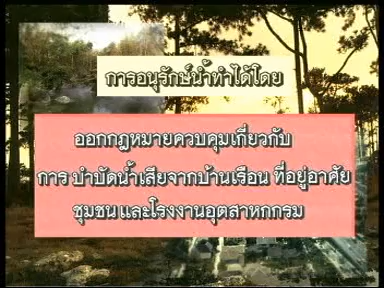 การอนุรักษ์น้ำทำได้โดย
ออกกฎหมายควบคุมเกี่ยวกับ
การ บำบัดน้ำเสียจากบ้านเรือน ที่อยู่อาศัย
ชุมชน และโรงงานอุตสาหกกรม